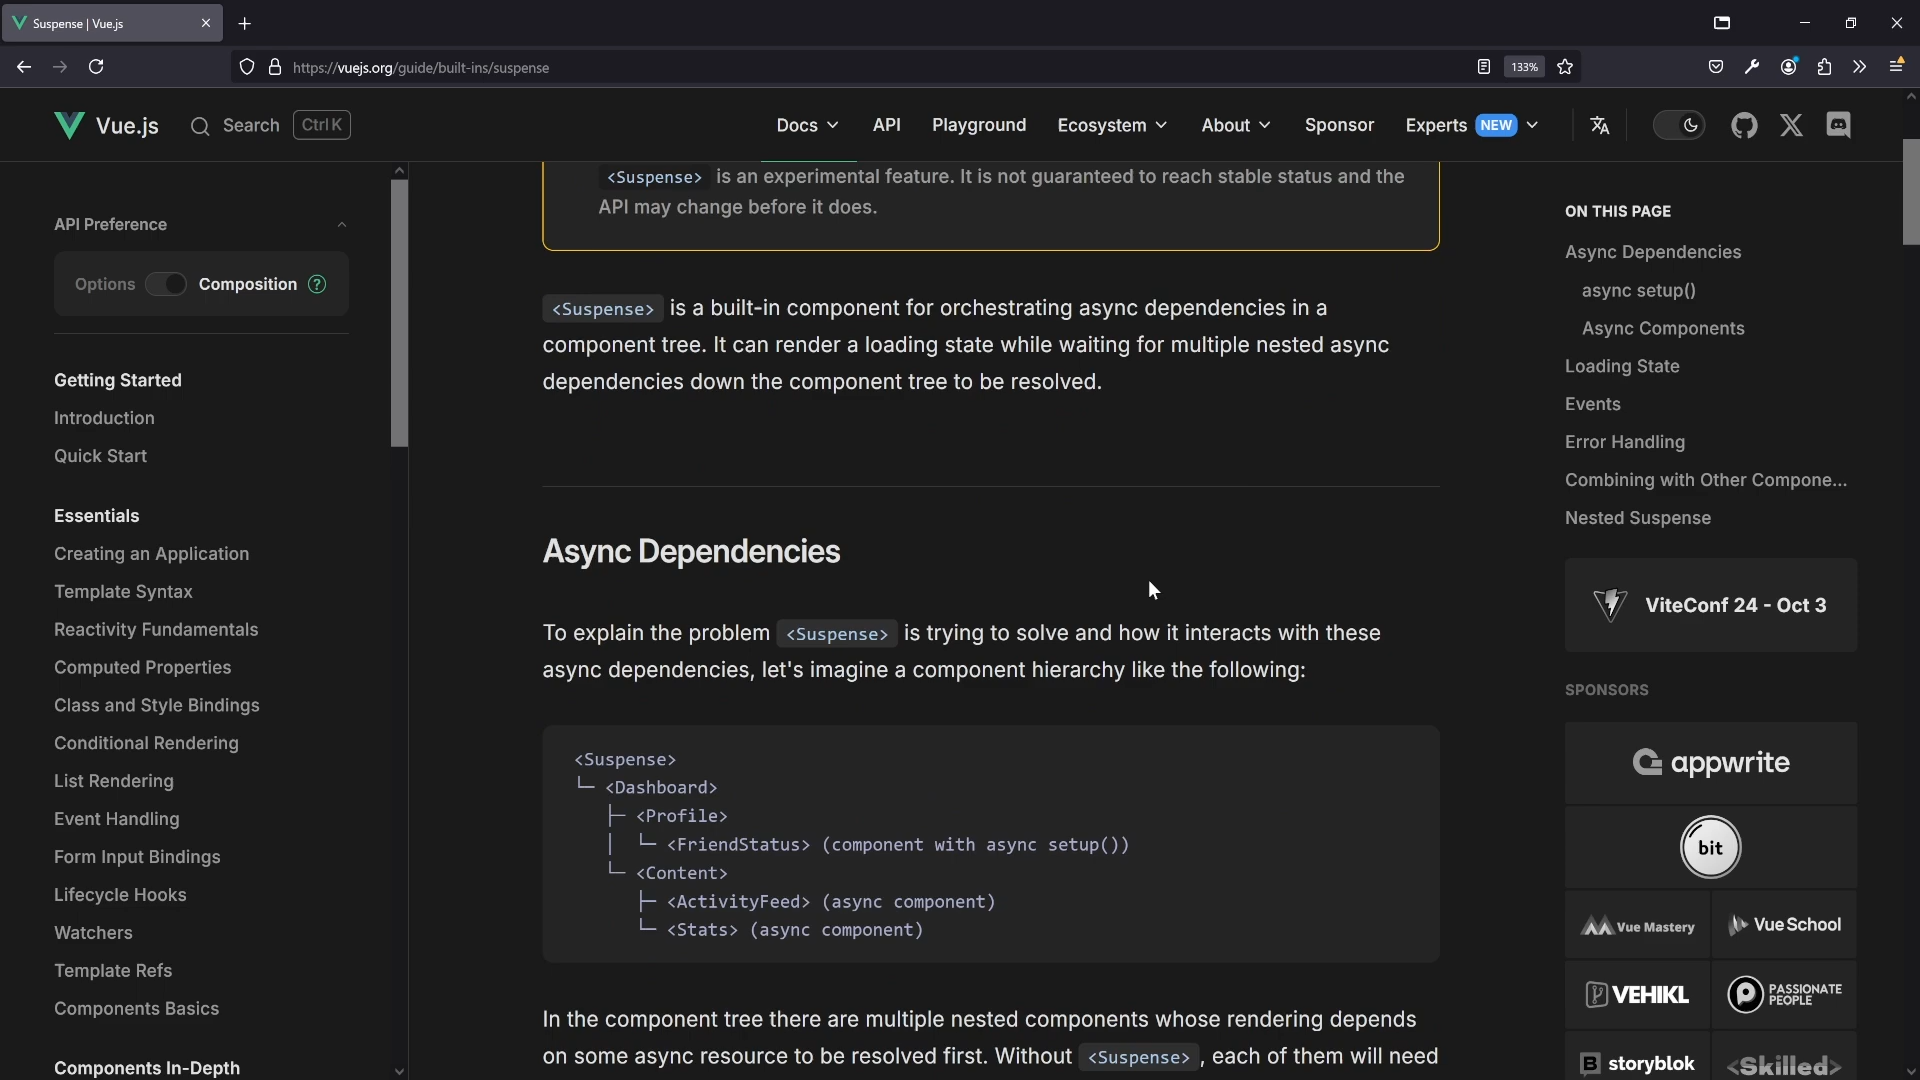 Suspense | Vue.js
https://vuejs.org/guide/built-ins/suspense
133%
Vue.js
Search
Ctrl K
Docs
API
Playground
Ecosystem
About
Sponsor
Experts NEW
API Preference
Options
Composition ?
Getting Started
Introduction
Quick Start
Essentials
Creating an Application
Template Syntax
Reactivity Fundamentals
Computed Properties
Class and Style Bindings
Conditional Rendering
List Rendering
Event Handling
Form Input Bindings
Lifecycle Hooks
Watchers
Template Refs
Components Basics
Components In-Depth
<Suspense> is an experimental feature. It is not guaranteed to reach stable status and the
API may change before it does.
<Suspense> is a built-in component for orchestrating async dependencies in a
component tree. It can render a loading state while waiting for multiple nested async
dependencies down the component tree to be resolved.
Async Dependencies
To explain the problem <Suspense> is trying to solve and how it interacts with these
async dependencies, let's imagine a component hierarchy like the following:
<Suspense>
└─ <Dashboard>
   ├─ <Profile>
   │  └─ <FriendStatus> (component with async setup())
   └─ <Content>
      ├─ <ActivityFeed> (async component)
      └─ <Stats> (async component)
In the component tree there are multiple nested components whose rendering depends
on some async resource to be resolved first. Without <Suspense>, each of them will need
ON THIS PAGE
Async Dependencies
async setup()
Async Components
Loading State
Events
Error Handling
Combining with Other Compone...
Nested Suspense
ViteConf 24 - Oct 3
SPONSORS
appwrite
bit
Vue Mastery
Vue School
VEHIKL
PASSIONATE
PEOPLE
storyblok
<Skilled>